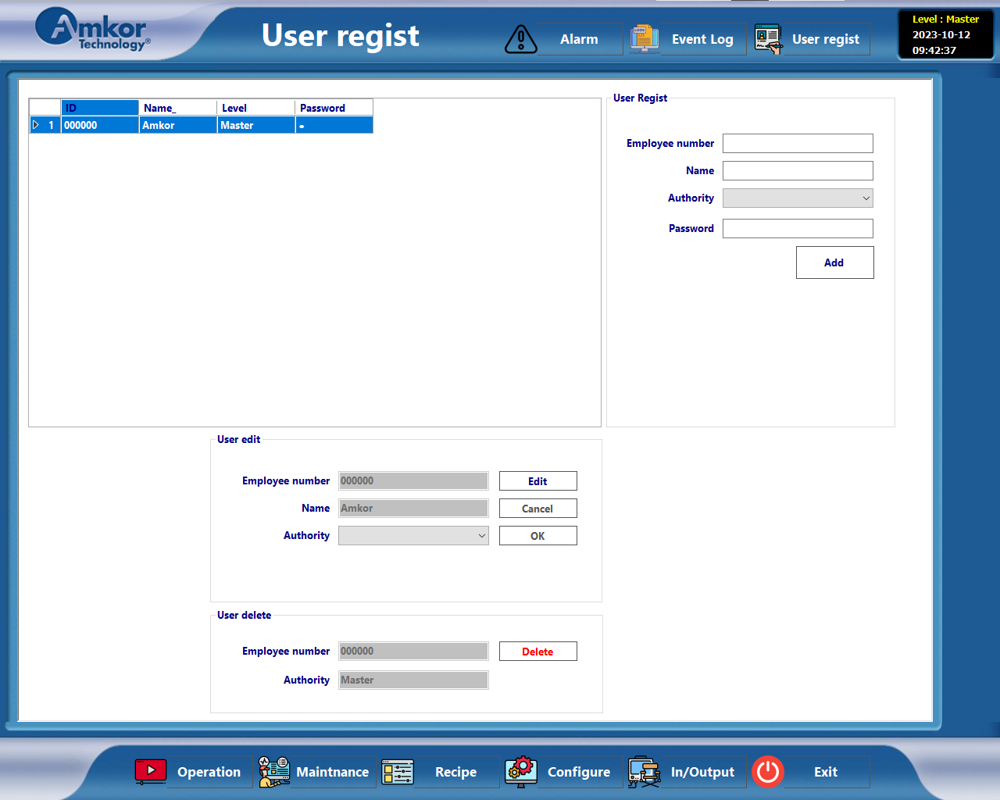 Amkor
Technology®
User regist
Alarm
LOGS
Event Log
User regist
Level : Master
2023-10-12
09:42:37
ID Name_ Level Password
1 000000 Amkor Master •
User Regist
Employee number
Name
Authority
Password
Add
User edit
Employee number 000000 Edit
Name Amkor Cancel
Authority OK
User delete
Employee number 000000 Delete
Authority Master
Operation
Maintnance
Recipe
Configure
In/Output
Exit